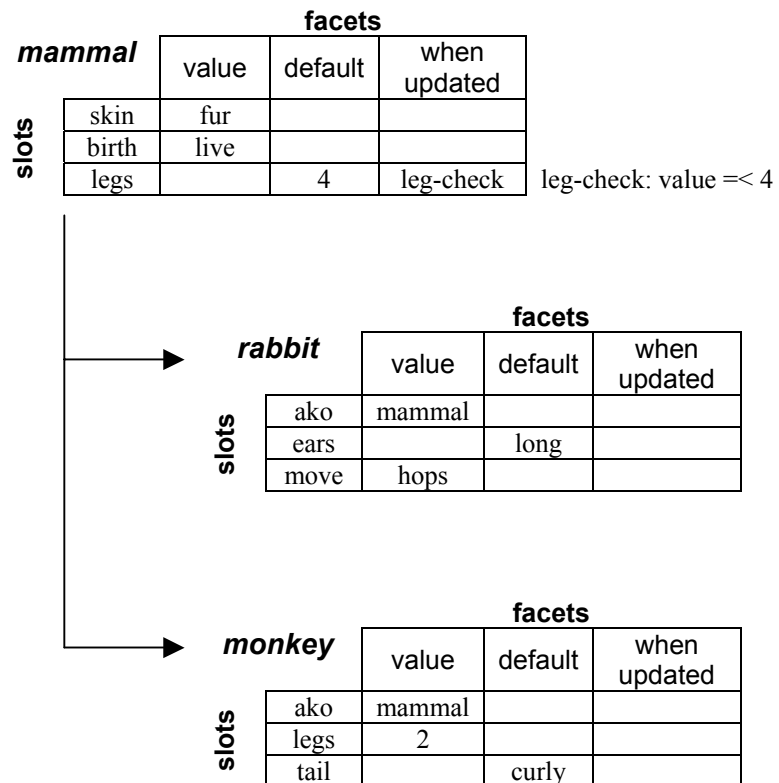 facets
mammal
value default when updated
slots
skin fur
birth live
legs 4 leg-check leg-check: value =< 4
facets
rabbit
value default when updated
slots
ako mammal
ears long
move hops
facets
monkey
value default when updated
slots
ako mammal
legs 2
tail curly